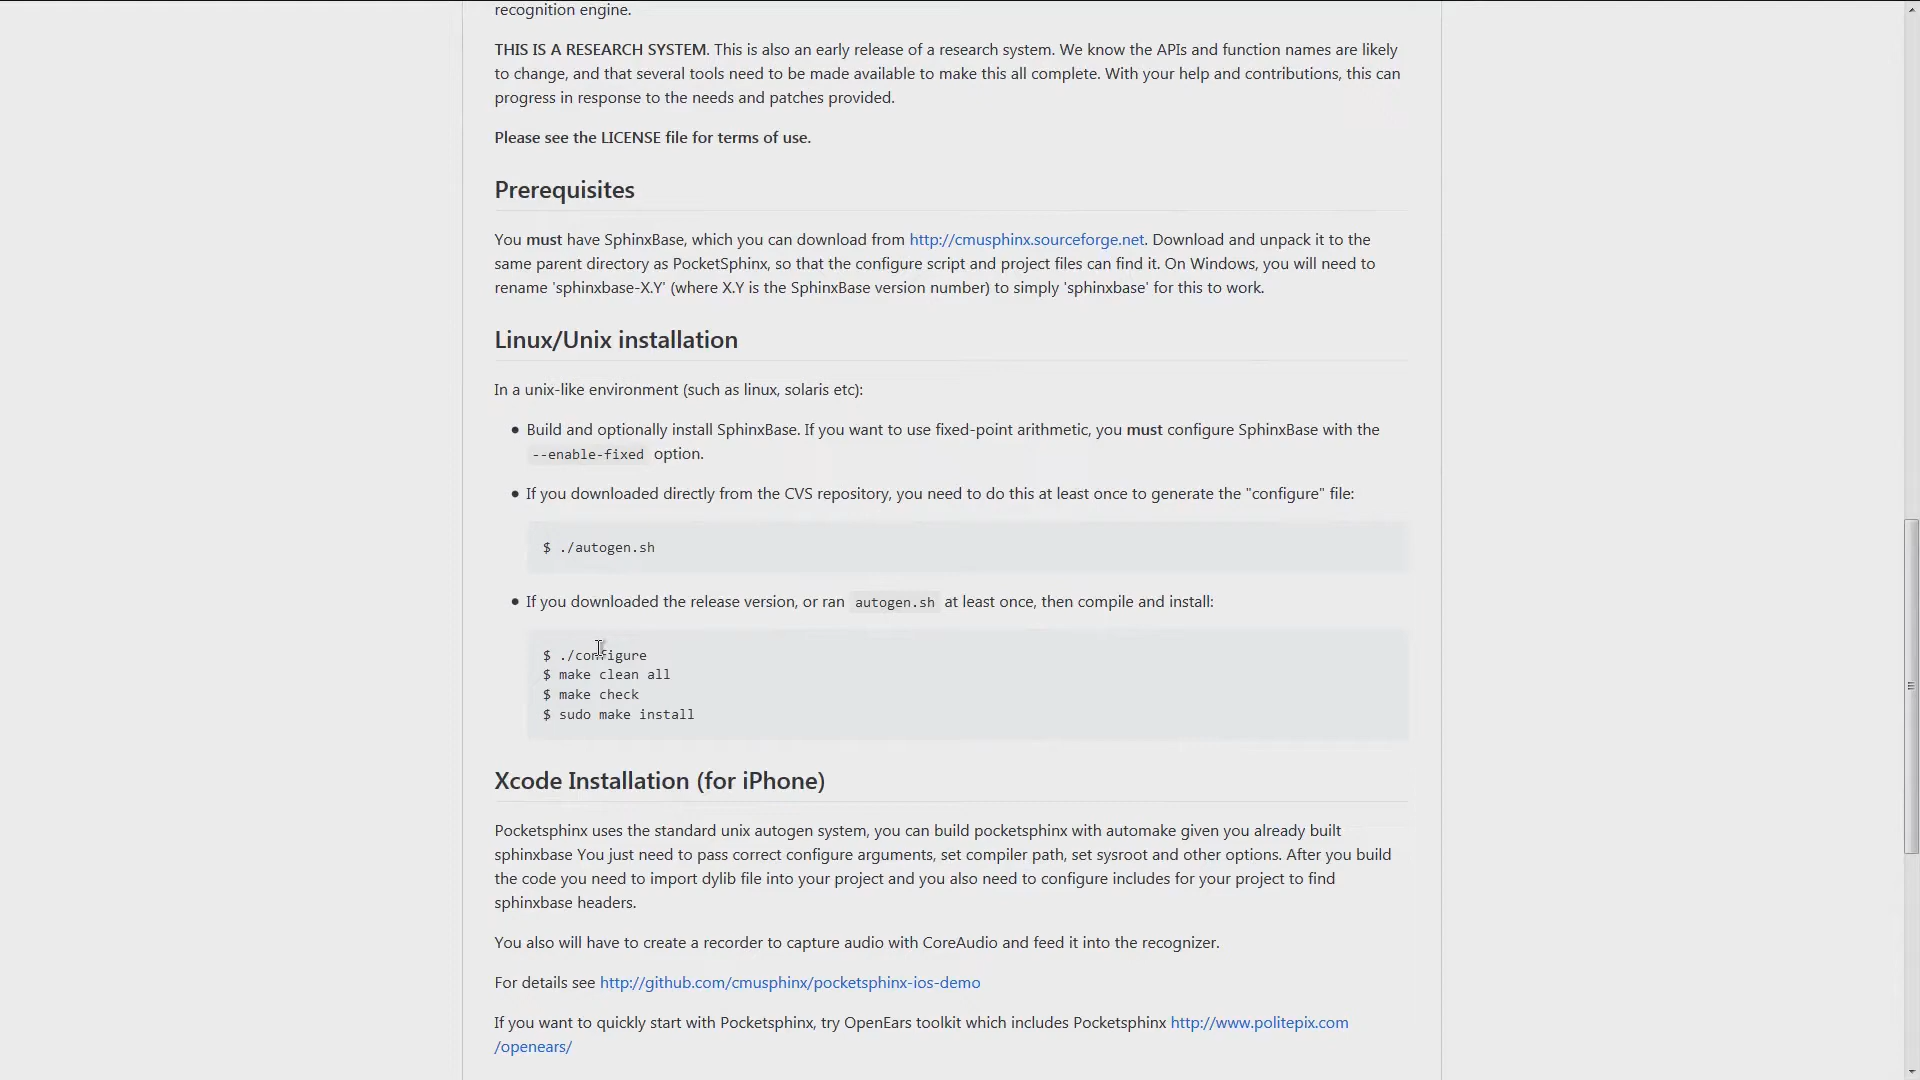 recognition engine.
THIS IS A RESEARCH SYSTEM. This is also an early release of a research system. We know the APIs and function names are likely
to change, and that several tools need to be made available to make this all complete. With your help and contributions, this can
progress in response to the needs and patches provided.
Please see the LICENSE file for terms of use.
Prerequisites
You must have SphinxBase, which you can download from http://cmusphinx.sourceforge.net. Download and unpack it to the
same parent directory as PocketSphinx, so that the configure script and project files can find it. On Windows, you will need to
rename 'sphinxbase-X.Y' (where X.Y is the SphinxBase version number) to simply 'sphinxbase' for this to work.
Linux/Unix installation
In a unix-like environment (such as linux, solaris etc):
• Build and optionally install SphinxBase. If you want to use fixed-point arithmetic, you must configure SphinxBase with the
--enable-fixed option.
• If you downloaded directly from the CVS repository, you need to do this at least once to generate the "configure" file:
$ ./autogen.sh
• If you downloaded the release version, or ran autogen.sh at least once, then compile and install:
$ ./configure
$ make clean all
$ make check
$ sudo make install
Xcode Installation (for iPhone)
Pocketsphinx uses the standard unix autogen system, you can build pocketsphinx with automake given you already built
sphinxbase You just need to pass correct configure arguments, set compiler path, set sysroot and other options. After you build
the code you need to import dylib file into your project and you also need to configure includes for your project to find
sphinxbase headers.
You also will have to create a recorder to capture audio with CoreAudio and feed it into the recognizer.
For details see http://github.com/cmusphinx/pocketsphinx-ios-demo
If you want to quickly start with Pocketsphinx, try OpenEars toolkit which includes Pocketsphinx http://www.politepix.com
/openears/